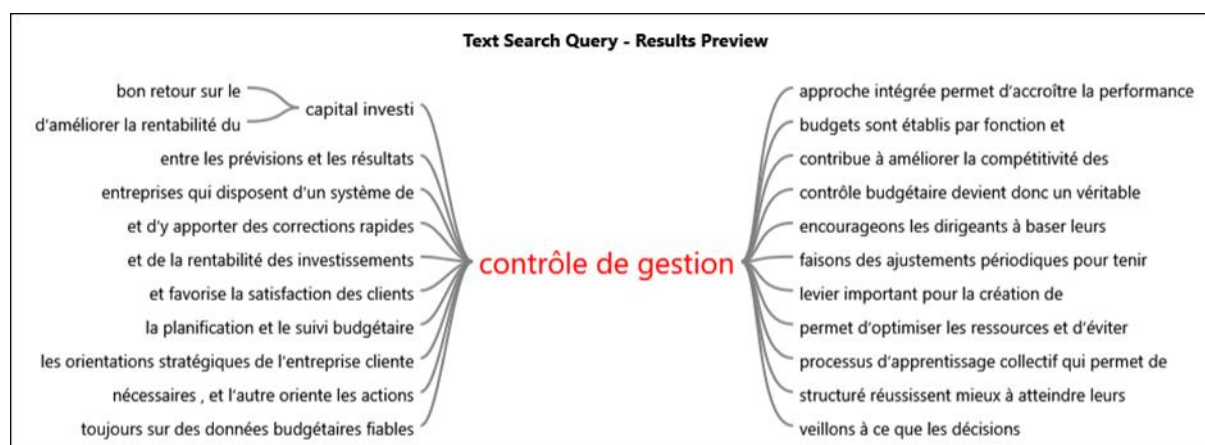 Text Search Query - Results Preview
bon retour sur le
d'améliorer la rentabilité du
capital investi
entre les prévisions et les résultats
entreprises qui disposent d'un système de
et d'y apporter des corrections rapides
et de la rentabilité des investissements
et favorise la satisfaction des clients
la planification et le suivi budgétaire
les orientations stratégiques de l'entreprise cliente
nécessaires , et l'autre oriente les actions
toujours sur des données budgétaires fiables
contrôle de gestion
approche intégrée permet d'accroître la performance
budgets sont établis par fonction et
contribue à améliorer la compétitivité des
contrôle budgétaire devient donc un véritable
encourageons les dirigeants à baser leurs
faisons des ajustements périodiques pour tenir
levier important pour la création de
permet d'optimiser les ressources et d'éviter
processus d'apprentissage collectif qui permet de
structuré réussissent mieux à atteindre leurs
veillons à ce que les décisions